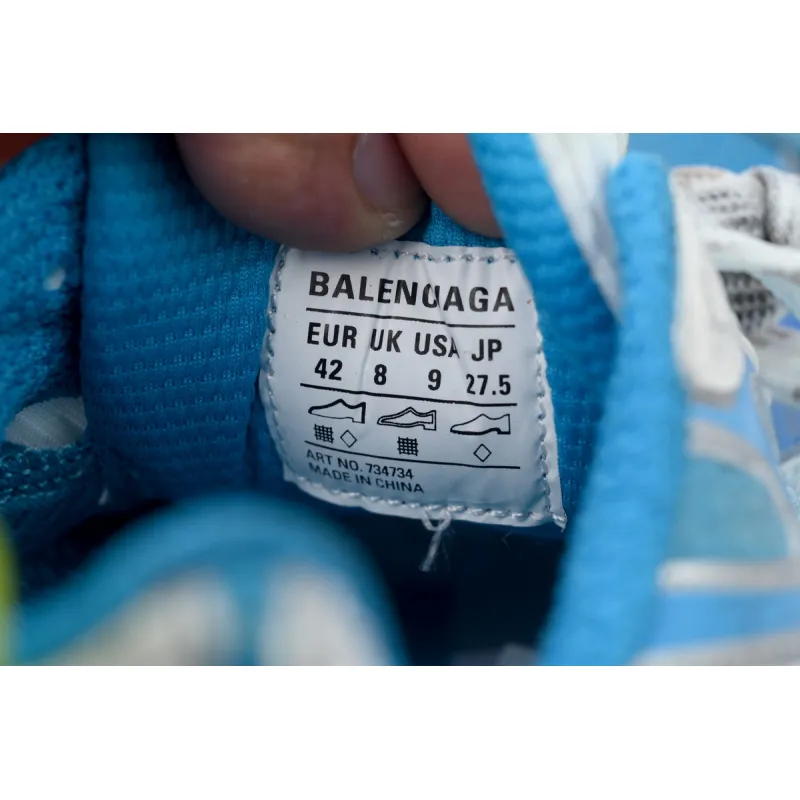 BALENCIAGA
EUR UK USA JP
42 8 9 27.5
ART NO. 734734
MADE IN CHINA